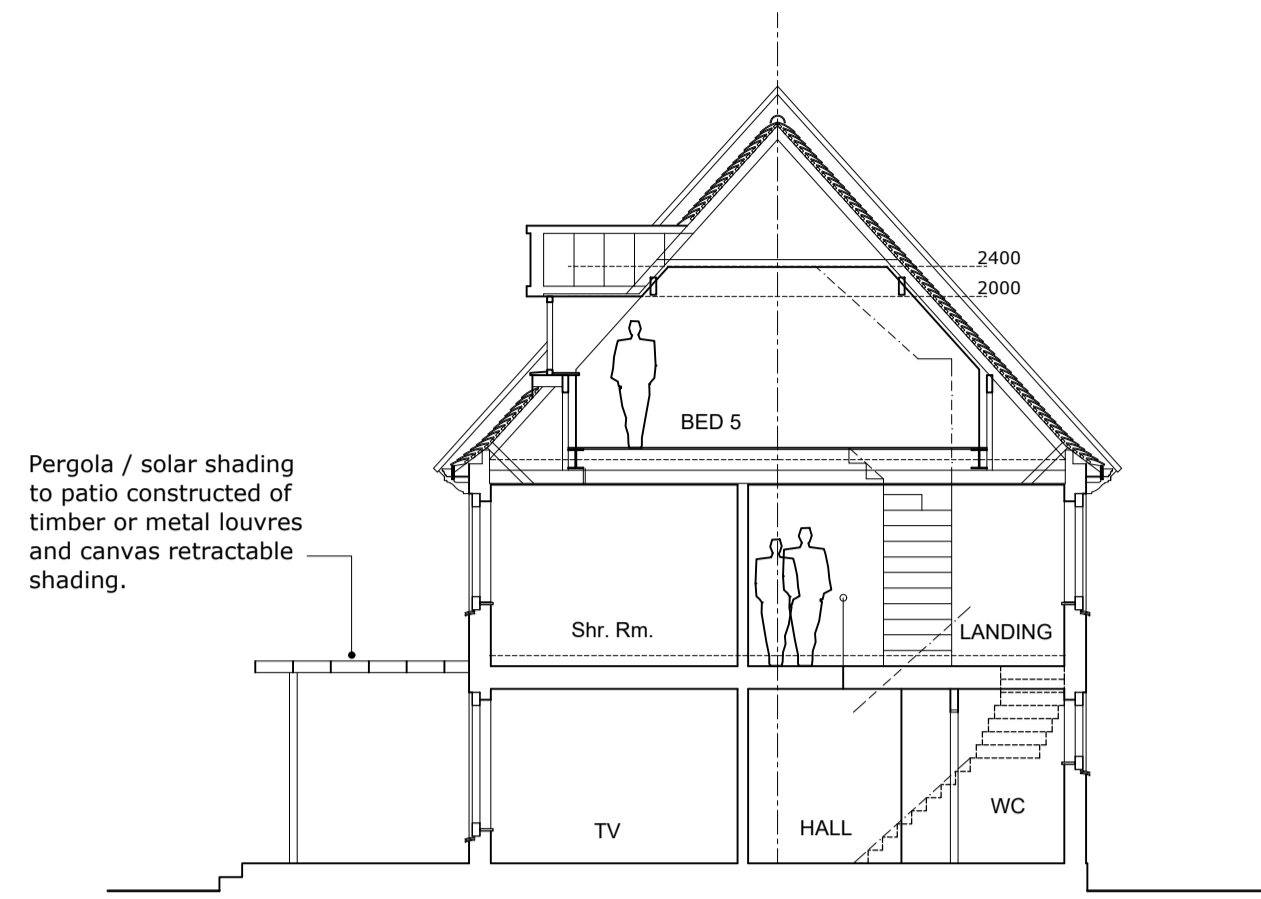 2400
2000
BED 5
Pergola / solar shading
to patio constructed of
timber or metal louvres
and canvas retractable
shading.
Shr. Rm.
LANDING
TV
HALL
WC